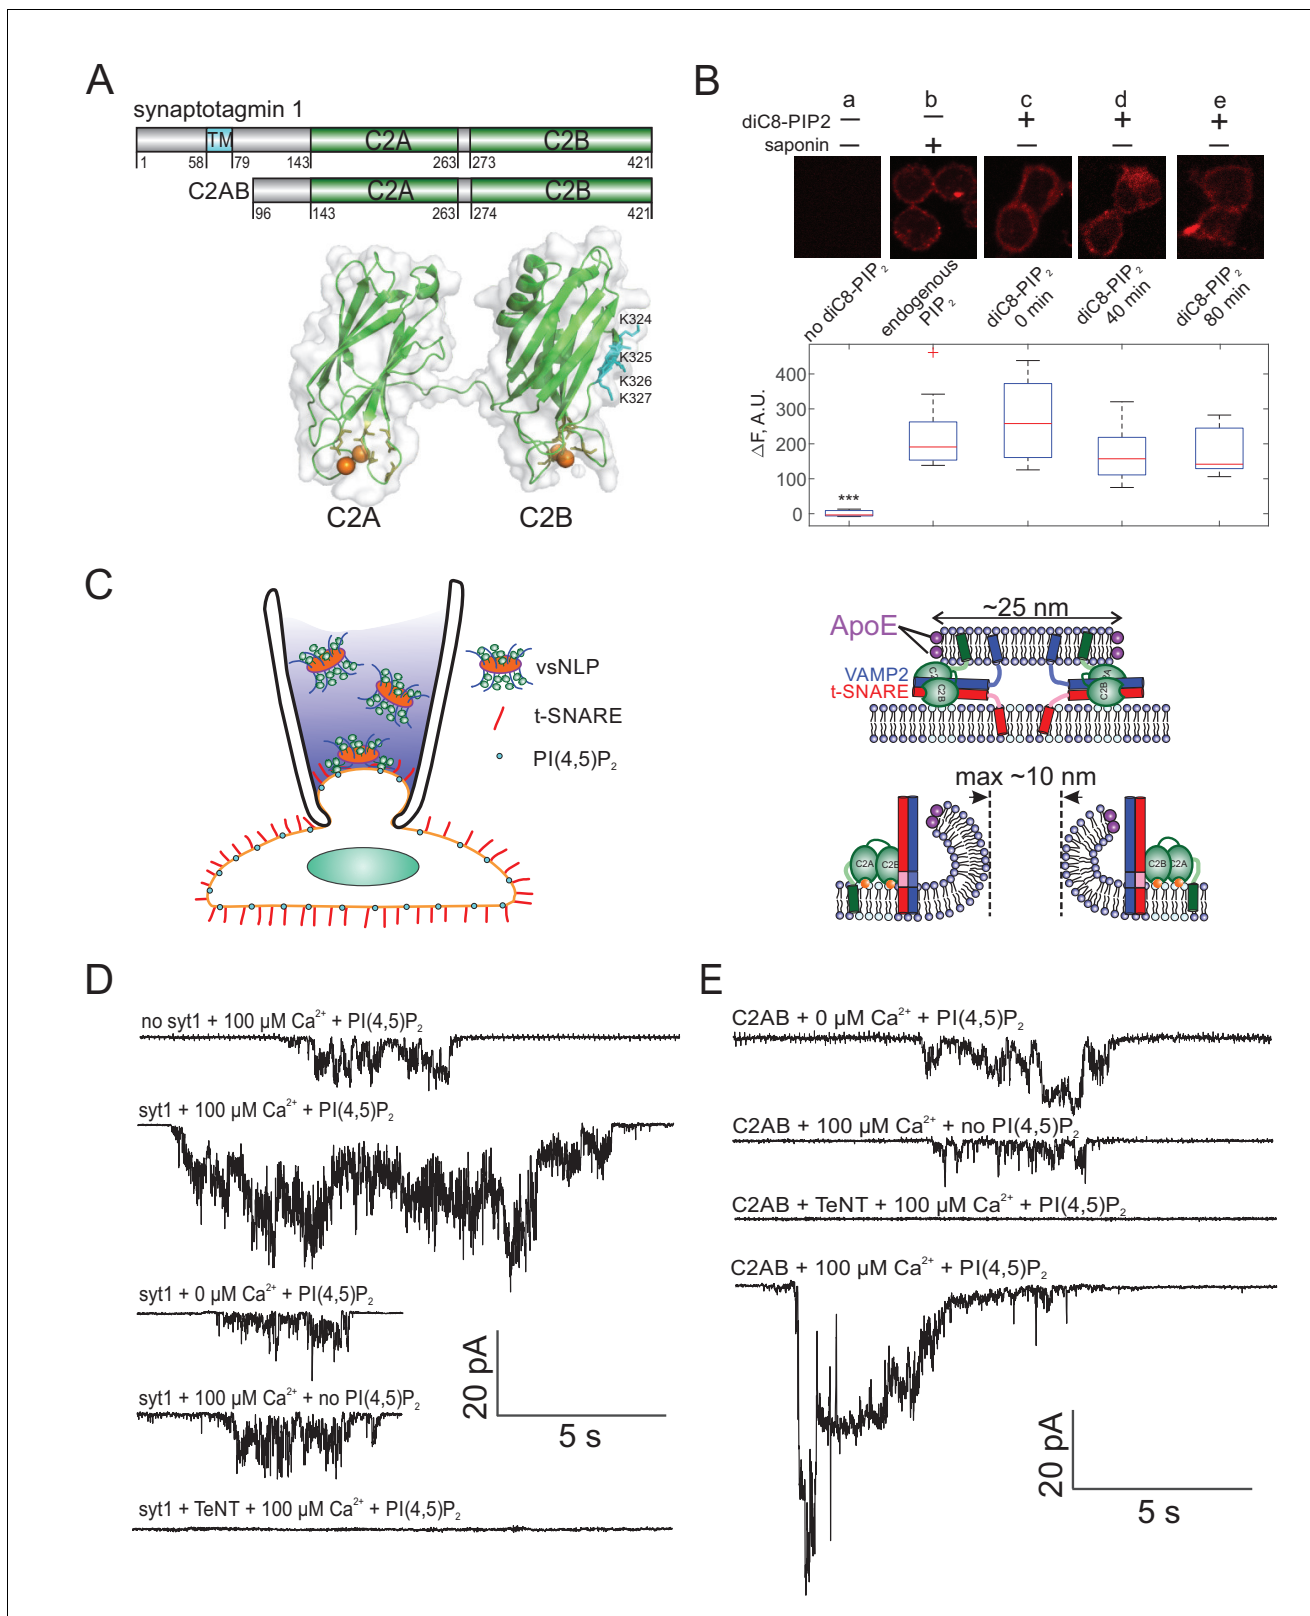 A
synaptotagmin 1
TM C2A C2B
1 58 79 143 263 273 421
C2AB C2A C2B
96 143 263 274 421
K324
K325
K326
K327
C2A C2B
B
a b c d e
diC8-PIP2 — — + + +
saponin — + — — —
no diC8-PIP₂
endogenous PIP₂
diC8-PIP₂ 0 min
diC8-PIP₂ 40 min
diC8-PIP₂ 80 min
ΔF, A.U.
400
300
200
100
0
***
C
vsNLP
t-SNARE
PI(4,5)P₂
~25 nm
ApoE
VAMP2
t-SNARE
C2B C2B
max ~10 nm
C2A C2B C2B C2A
D
no syt1 + 100 µM Ca²⁺ + PI(4,5)P₂
syt1 + 100 µM Ca²⁺ + PI(4,5)P₂
syt1 + 0 µM Ca²⁺ + PI(4,5)P₂
syt1 + 100 µM Ca²⁺ + no PI(4,5)P₂
syt1 + TeNT + 100 µM Ca²⁺ + PI(4,5)P₂
20 pA
5 s
E
C2AB + 0 µM Ca²⁺ + PI(4,5)P₂
C2AB + 100 µM Ca²⁺ + no PI(4,5)P₂
C2AB + TeNT + 100 µM Ca²⁺ + PI(4,5)P₂
C2AB + 100 µM Ca²⁺ + PI(4,5)P₂
20 pA
5 s